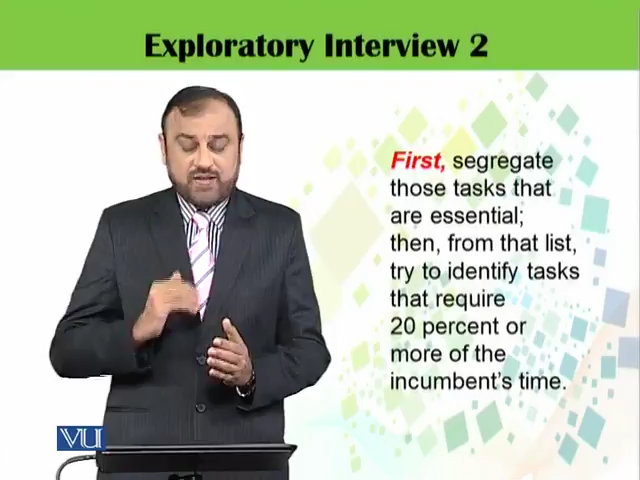 Exploratory Interview 2
First, segregate
those tasks that
are essential;
then, from that list,
try to identify tasks
that require
20 percent or
more of the
incumbent's time.
VU